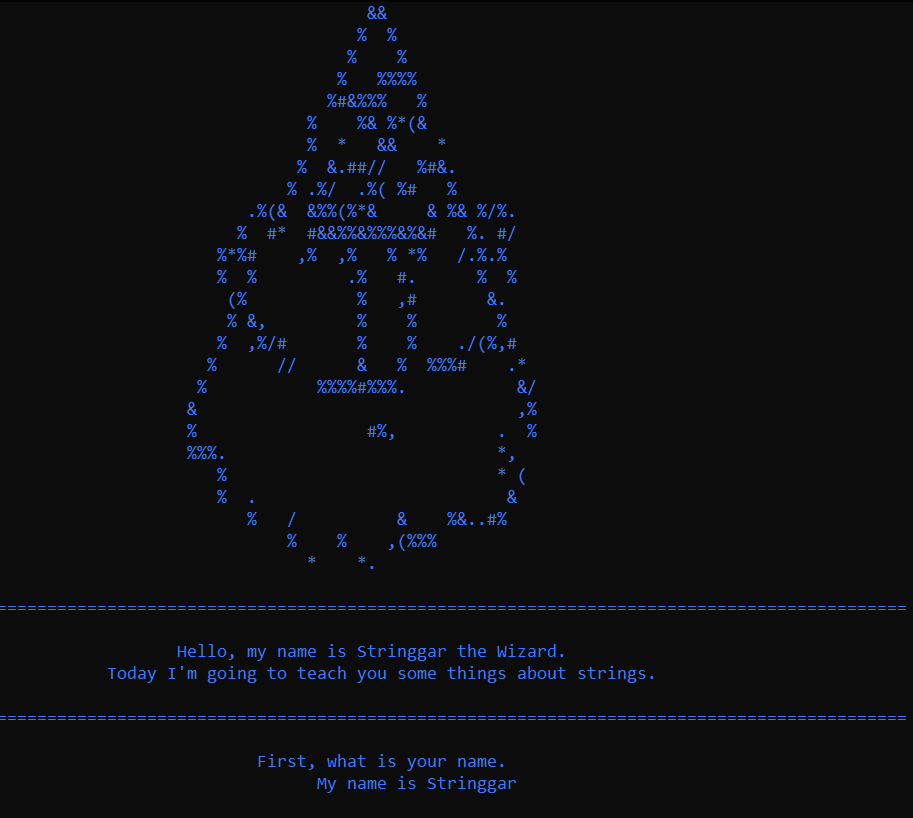 Hello, my name is Stringgar the Wizard.
Today I'm going to teach you some things about strings.
First, what is your name.
My name is Stringgar